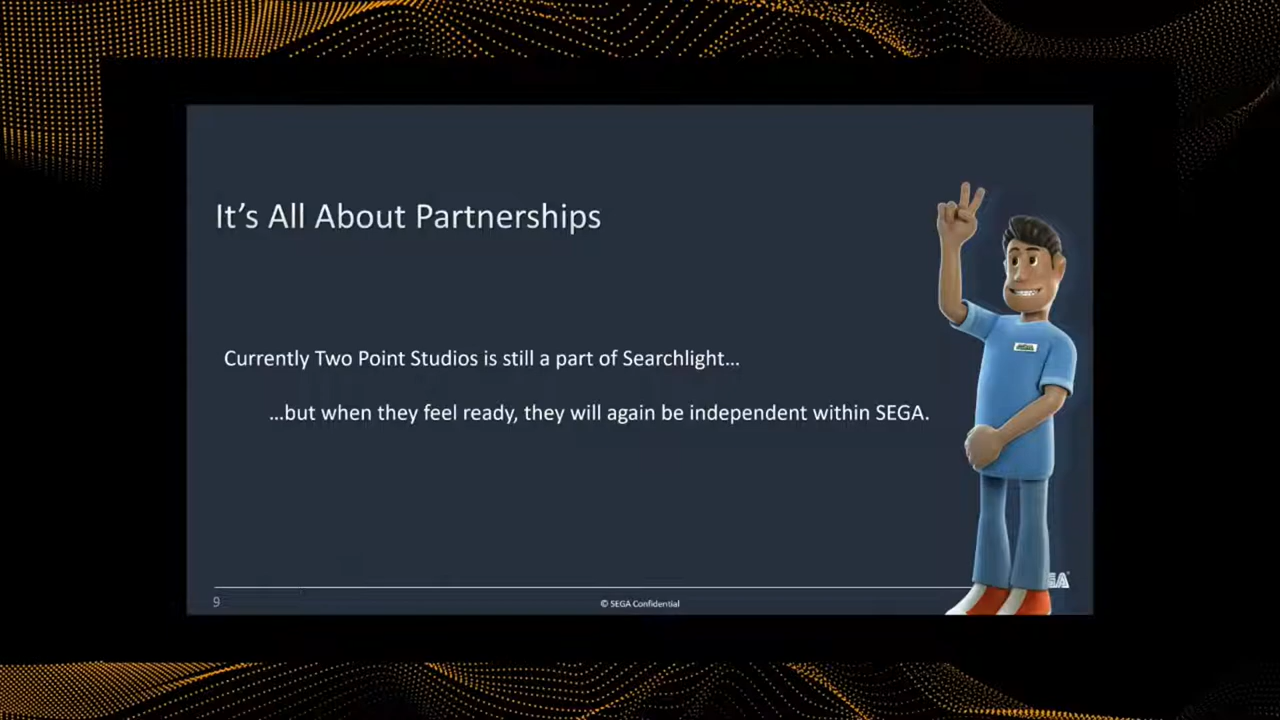 It's All About Partnerships
Currently Two Point Studios is still a part of Searchlight...
...but when they feel ready, they will again be independent within SEGA.
9
© SEGA Confidential